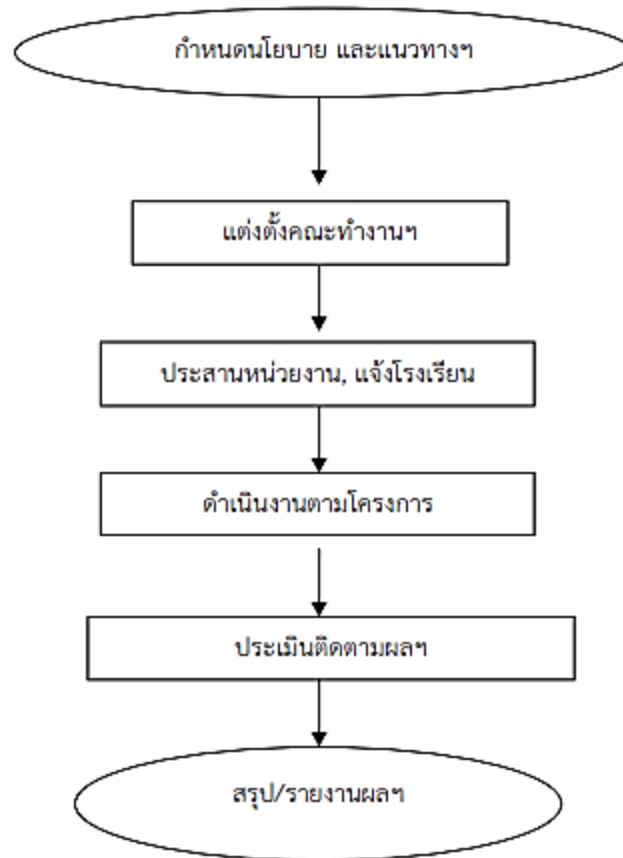 กำหนดนโยบาย และแนวทางฯ
แต่งตั้งคณะทำงานฯ
ประสานหน่วยงาน, แจ้งโรงเรียน
ดำเนินงานตามโครงการ
ประเมินติดตามผลฯ
สรุป/รายงานผลฯ